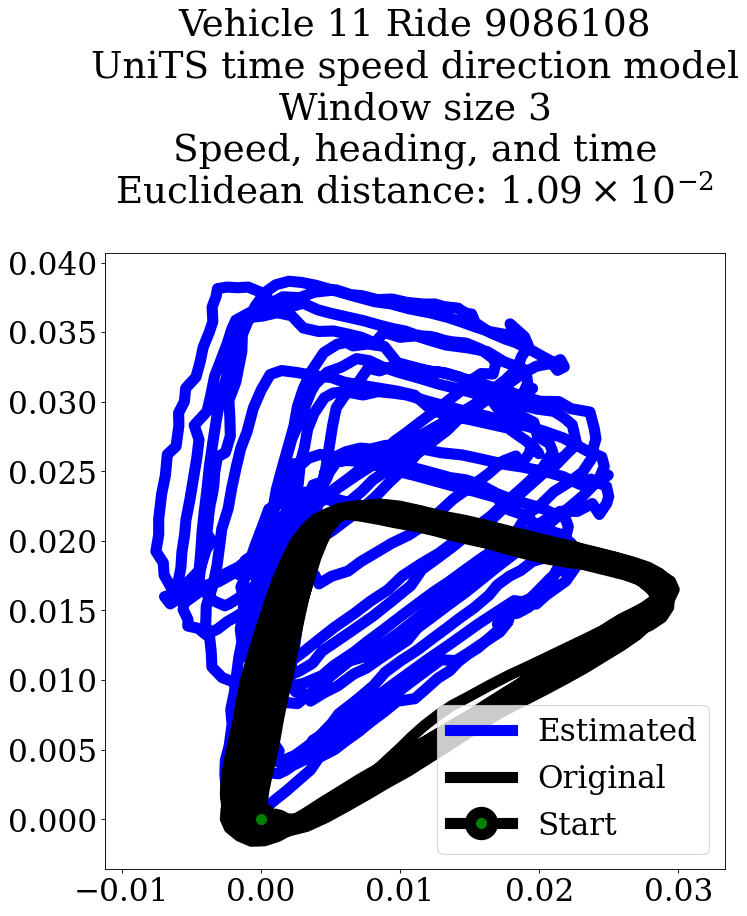 Vehicle 11 Ride 9086108
UniTS time speed direction model
Window size 3
Speed, heading, and time
Euclidean distance: 1.09 × 10⁻²
0.040
0.035
0.030
0.025
0.020
0.015
0.010
0.005
0.000
Estimated
Original
Start
−0.01 0.00 0.01 0.02 0.03